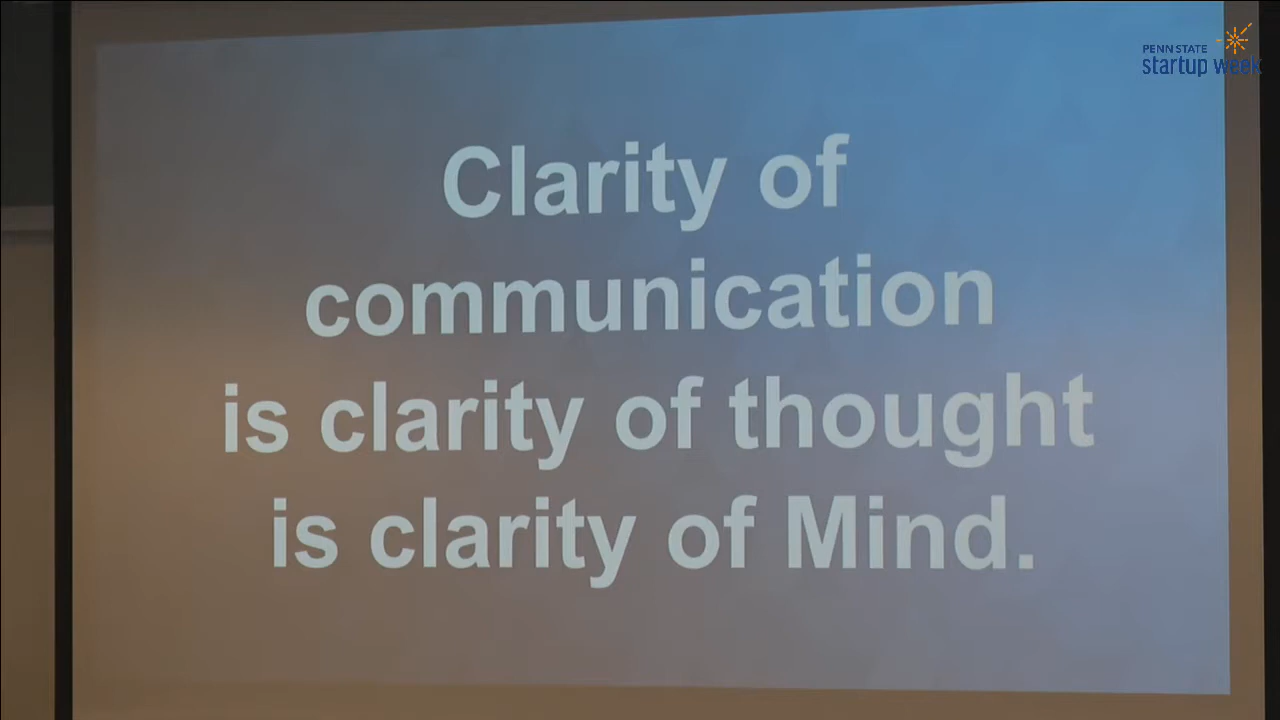 PENN STATE
startup week
Clarity of
communication
is clarity of thought
is clarity of Mind.